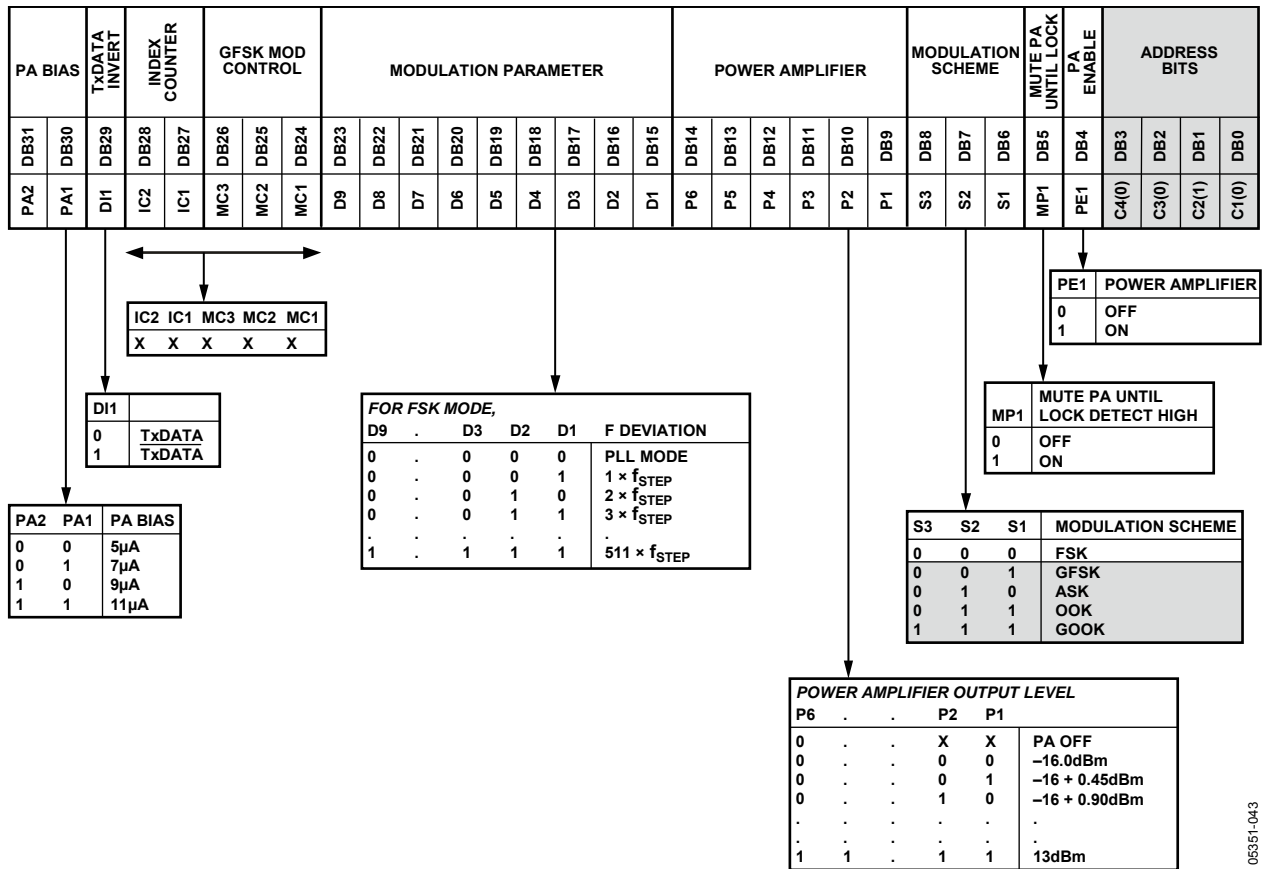 PA BIAS TxDATA INVERT INDEX COUNTER GFSK MOD CONTROL MODULATION PARAMETER POWER AMPLIFIER MODULATION SCHEME MUTE PA UNTIL LOCK PA ENABLE ADDRESS BITS
DB31 DB30 DB29 DB28 DB27 DB26 DB25 DB24 DB23 DB22 DB21 DB20 DB19 DB18 DB17 DB16 DB15 DB14 DB13 DB12 DB11 DB10 DB9 DB8 DB7 DB6 DB5 DB4 DB3 DB2 DB1 DB0
PA2 PA1 DI1 IC2 IC1 MC3 MC2 MC1 D9 D8 D7 D6 D5 D4 D3 D2 D1 P6 P5 P4 P3 P2 P1 S3 S2 S1 MP1 PE1 C4(0) C3(0) C2(1) C1(0)
PE1 POWER AMPLIFIER
0 OFF
1 ON
IC2 IC1 MC3 MC2 MC1
X X X X X
MP1 MUTE PA UNTIL
LOCK DETECT HIGH
0 OFF
1 ON
DI1
0 TxDATA
1 TxDATA
FOR FSK MODE,
D9 . D3 D2 D1 F DEVIATION
0 . 0 0 0 PLL MODE
0 . 0 0 1 1 × fSTEP
0 . 0 1 0 2 × fSTEP
0 . 0 1 1 3 × fSTEP
. . . . . .
1 . 1 1 1 511 × fSTEP
PA2 PA1 PA BIAS
0 0 5µA
0 1 7µA
1 0 9µA
1 1 11µA
S3 S2 S1 MODULATION SCHEME
0 0 0 FSK
0 0 1 GFSK
0 1 0 ASK
0 1 1 OOK
1 1 1 GOOK
POWER AMPLIFIER OUTPUT LEVEL
P6 . . P2 P1
0 . . X X PA OFF
0 . . 0 0 –16.0dBm
0 . . 0 1 –16 + 0.45dBm
0 . . 1 0 –16 + 0.90dBm
. . . . . .
. . . . . .
1 1 . 1 1 13dBm
05351-043